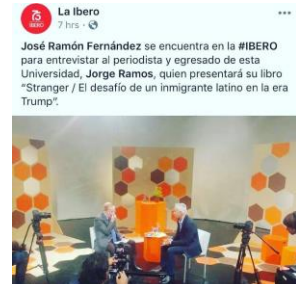 La Ibero
7 hrs ·
José Ramón Fernández se encuentra en la #IBERO
para entrevistar al periodista y egresado de esta
Universidad, Jorge Ramos, quien presentará su libro
“Stranger / El desafío de un inmigrante latino en la era
Trump”.